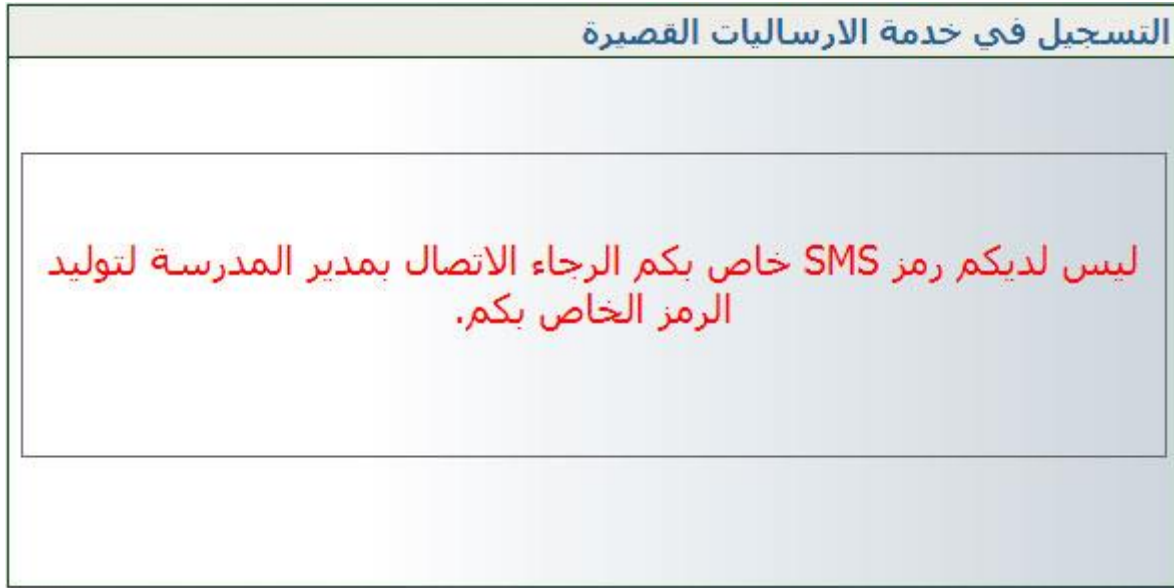 التسجيل في خدمة الارساليات القصيرة
ليس لديكم رمز SMS خاص بكم الرجاء الاتصال بمدير المدرسة لتوليد
الرمز الخاص بكم.